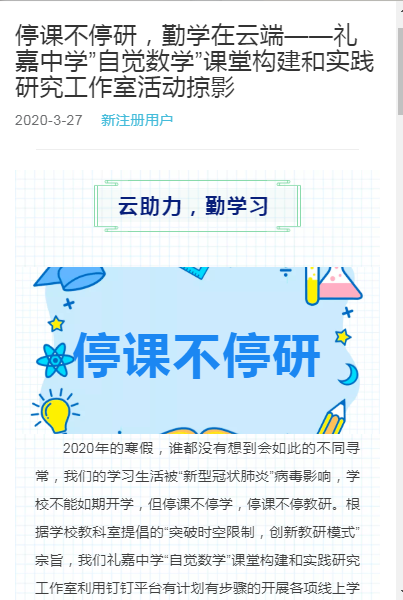 停课不停研，勤学在云端——礼
嘉中学”自觉数学”课堂构建和实践
研究工作室活动掠影
2020-3-27 新注册用户
云助力，勤学习
停课不停研
2020年的寒假，谁都没有想到会如此的不同寻
常，我们的学习生活被“新型冠状肺炎”病毒影响，学
校不能如期开学，但停课不停学，停课不停教研。根
据学校教科室提倡的“突破时空限制，创新教研模式”
宗旨，我们礼嘉中学“自觉数学”课堂构建和实践研究
工作室利用钉钉平台有计划有步骤的开展各项线上学